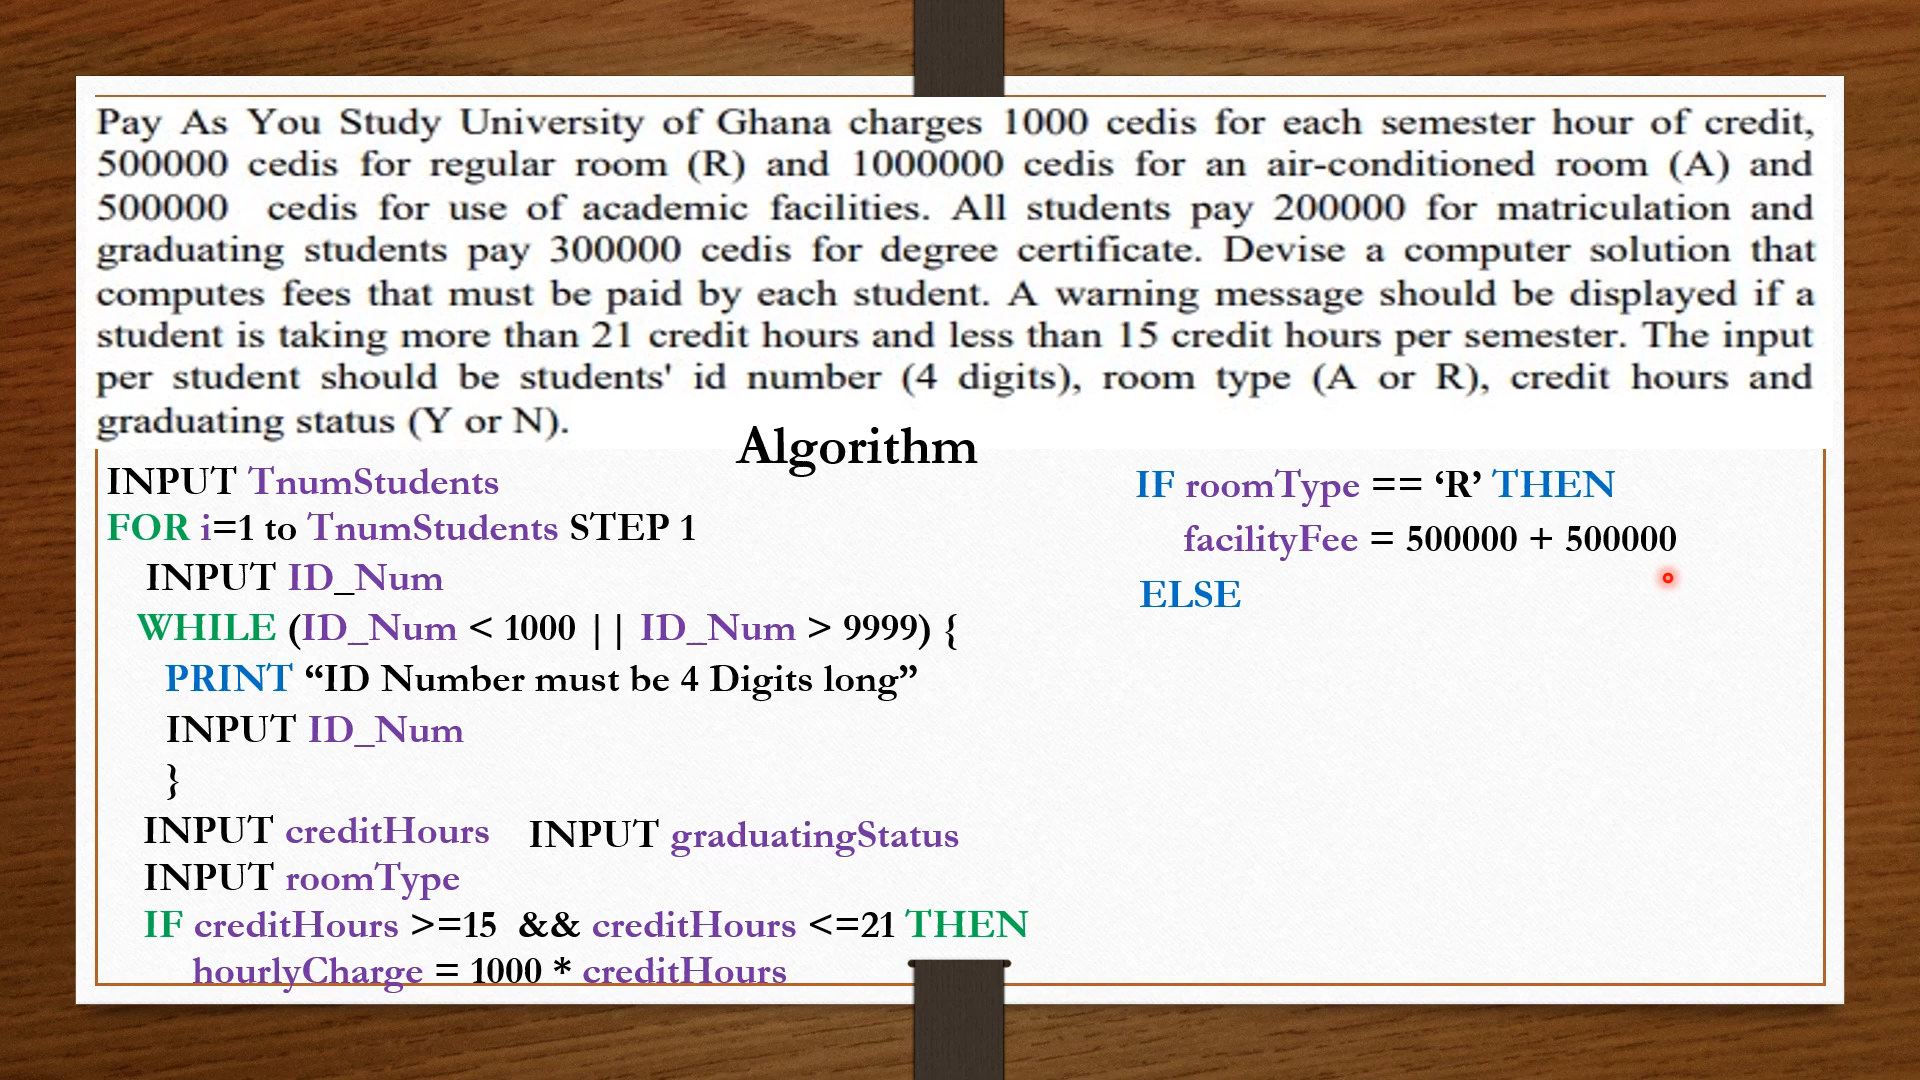 Pay As You Study University of Ghana charges 1000 cedis for each semester hour of credit,
500000 cedis for regular room (R) and 1000000 cedis for an air-conditioned room (A) and
500000 cedis for use of academic facilities. All students pay 200000 for matriculation and
graduating students pay 300000 cedis for degree certificate. Devise a computer solution that
computes fees that must be paid by each student. A warning message should be displayed if a
student is taking more than 21 credit hours and less than 15 credit hours per semester. The input
per student should be students' id number (4 digits), room type (A or R), credit hours and
graduating status (Y or N).
Algorithm
INPUT TnumStudents
FOR i=1 to TnumStudents STEP 1
INPUT ID_Num
WHILE (ID_Num < 1000 || ID_Num > 9999) {
PRINT “ID Number must be 4 Digits long”
INPUT ID_Num
}
INPUT creditHours INPUT graduatingStatus
INPUT roomType
IF creditHours >=15 && creditHours <=21 THEN
hourlyCharge = 1000 * creditHours
IF roomType == ‘R’ THEN
facilityFee = 500000 + 500000
ELSE